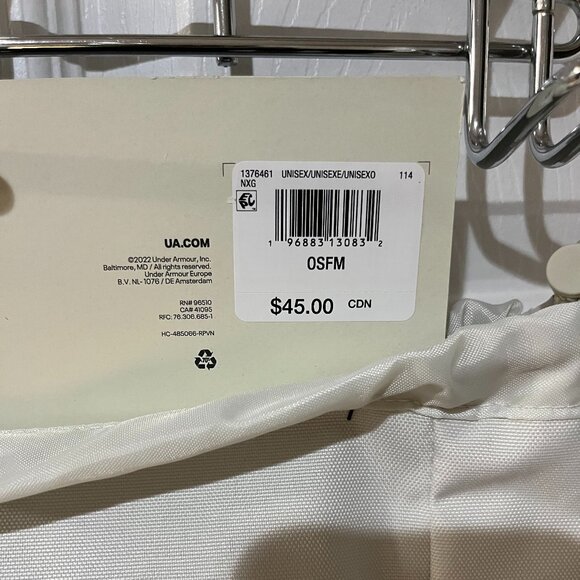 1376461 UNISEX/UNISEXE/UNISEXO 114
NXG
1 96883 13083 2
OSFM
$45.00 CDN
UA.COM
©2022 Under Armour, Inc.
Baltimore, MD / All rights reserved.
Under Armour Europe
B.V. NL-1076 / DE Amsterdam
RN# 96510
CA# 41095
RFC: 76.306.685-1
HC-485066-RPVN